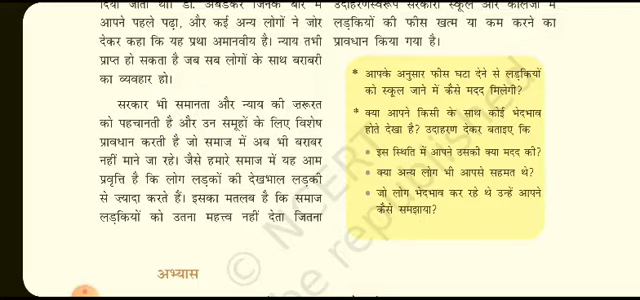 दिया जाता था। डॉ. अंबेडकर जिनके बारे में
आपने पहले पढ़ा, और कई अन्य लोगों ने जोर
देकर कहा कि यह प्रथा अमानवीय है। न्याय तभी
प्राप्त हो सकता है जब सब लोगों के साथ बराबरी
का व्यवहार हो।
सरकार भी समानता और न्याय की ज़रूरत
को पहचानती है और उन समूहों के लिए विशेष
प्रावधान करती है जो समाज में अब भी बराबर
नहीं माने जा रहे। जैसे हमारे समाज में यह आम
प्रवृत्ति है कि लोग लड़कों की देखभाल लड़की
से ज्यादा करते हैं। इसका मतलब है कि समाज
लड़कियों को उतना महत्त्व नहीं देता जितना
उदाहरणस्वरूप सरकारी स्कूल और कॉलेजों में
लड़कियों की फीस खत्म या कम करने का
प्रावधान किया गया है।
* आपके अनुसार फीस घटा देने से लड़कियों
को स्कूल जाने में कैसे मदद मिलेगी?
* क्या आपने किसी के साथ कोई भेदभाव
होते देखा है? उदाहरण देकर बताइए कि
• इस स्थिति में आपने उसकी क्या मदद की?
• क्या अन्य लोग भी आपसे सहमत थे?
• जो लोग भेदभाव कर रहे थे उन्हें आपने
कैसे समझाया?
अभ्यास
© NCERT
be republished